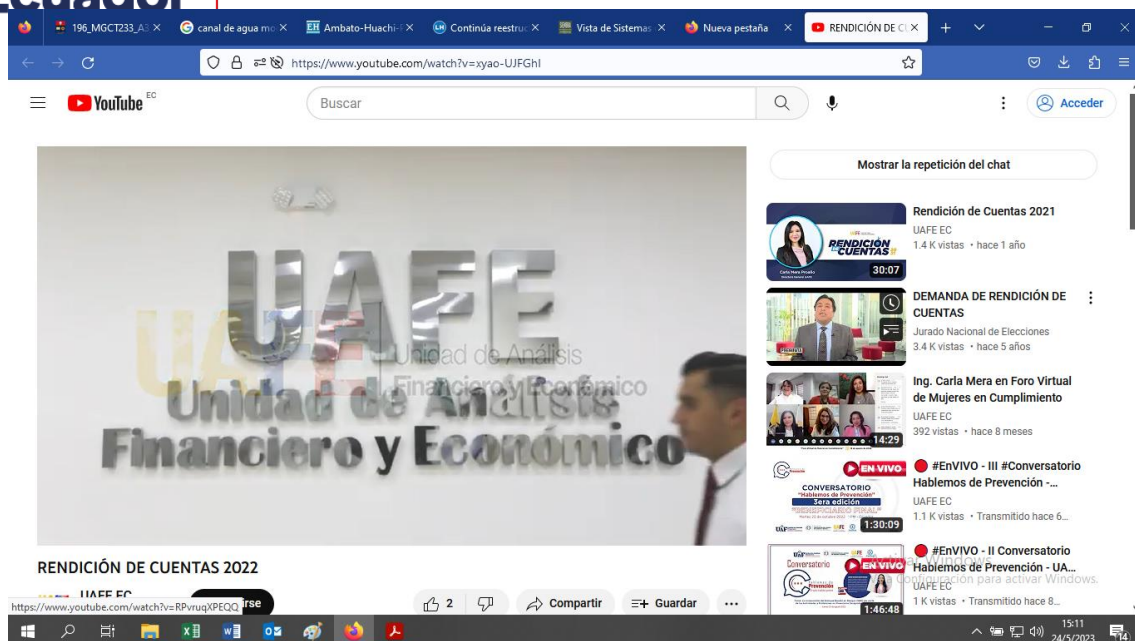 Ecuador
196_MGCT233_A3
canal de agua mo
Ambato-Huachi-
Continúa reestruc
Vista de Sistemas
Nueva pestaña
RENDICIÓN DE C
https://www.youtube.com/watch?v=xyao-UJFGhI
YouTube EC
Buscar
Acceder
UAFE
Unidad de Análisis
Financiero y Económico
UAFE
Unidad de Análisis
Financiero y Económico
RENDICIÓN DE CUENTAS 2022
UAFE EC
irse
2
Compartir
Guardar
https://www.youtube.com/watch?v=RPvruqXPEQQ
Mostrar la repetición del chat
RENDICIÓN
CUENTAS
30:07
Rendición de Cuentas 2021
UAFE EC
1.4 K vistas • hace 1 año
DEMANDA DE RENDICIÓN DE
CUENTAS
Jurado Nacional de Elecciones
3.4 K vistas • hace 5 años
14:29
Ing. Carla Mera en Foro Virtual
de Mujeres en Cumplimiento
UAFE EC
392 vistas • hace 8 meses
EN VIVO
CONVERSATORIO
"Hablemos de Prevención"
3era edición
"BENEFICIARIO FINAL"
1:30:09
#EnVIVO - III #Conversatorio
Hablemos de Prevención -...
UAFE EC
1.1 K vistas • Transmitido hace 6...
Conversatorio
EN VIVO
1:46:48
#EnVIVO - II Conversatorio
Hablemos de Prevención - UA...
UAFE EC
1 K vistas • Transmitido hace 8...
Activar Windows
Configuración para activar Windows.
15:11
24/5/2023
14